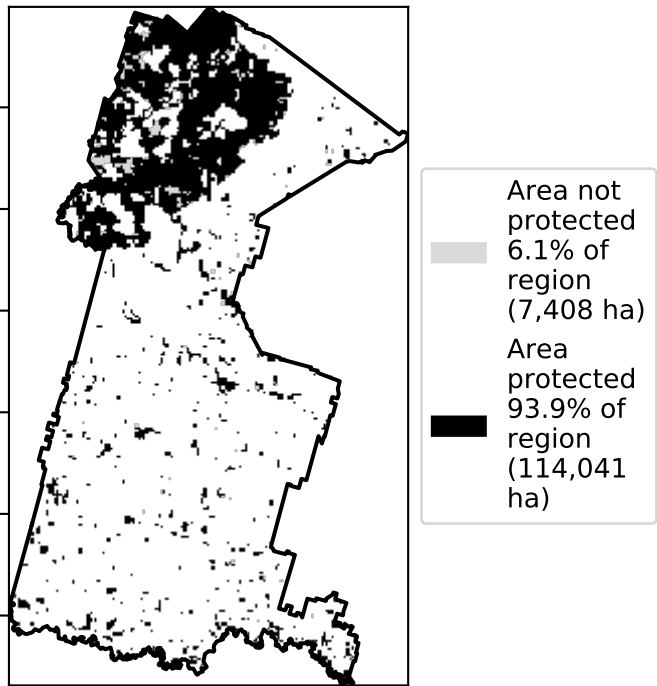 Area not
protected
6.1% of
region
(7,408 ha)
Area
protected
93.9% of
region
(114,041
ha)